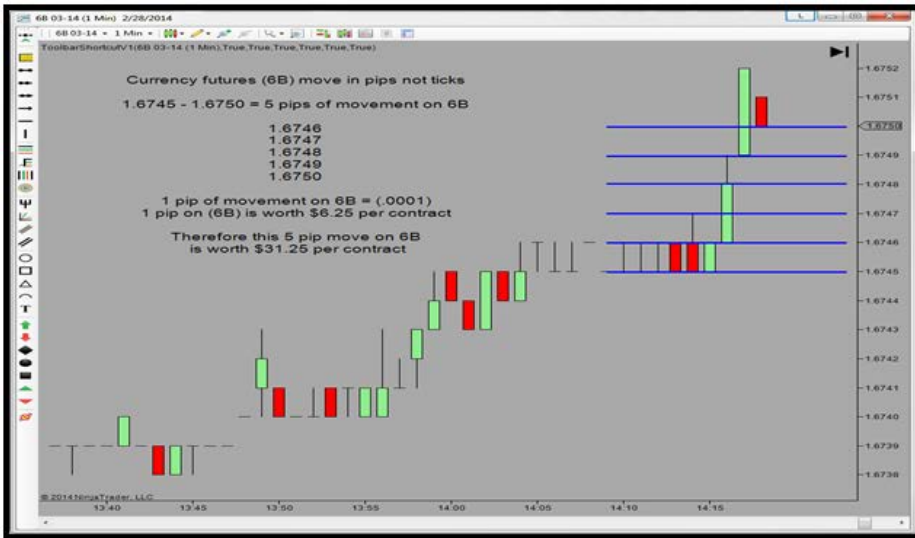 6B 03-14 (1 Min) 2/28/2014
6B 03-14 1 Min
ToolbarShortcutV1(6B 03-14 (1 Min),True,True,True,True,True,True)
Currency futures (6B) move in pips not ticks
1.6745 - 1.6750 = 5 pips of movement on 6B
1.6746
1.6747
1.6748
1.6749
1.6750
1 pip of movement on 6B = (.0001)
1 pip on (6B) is worth $6.25 per contract
Therefore this 5 pip move on 6B
is worth $31.25 per contract
1.6752
1.6751
1.6750
1.6749
1.6748
1.6747
1.6746
1.6745
1.6744
1.6743
1.6742
1.6741
1.6740
1.6739
1.6738
© 2014 NinjaTrader, LLC
13:40 13:45 13:50 13:55 14:00 14:05 14:10 14:15